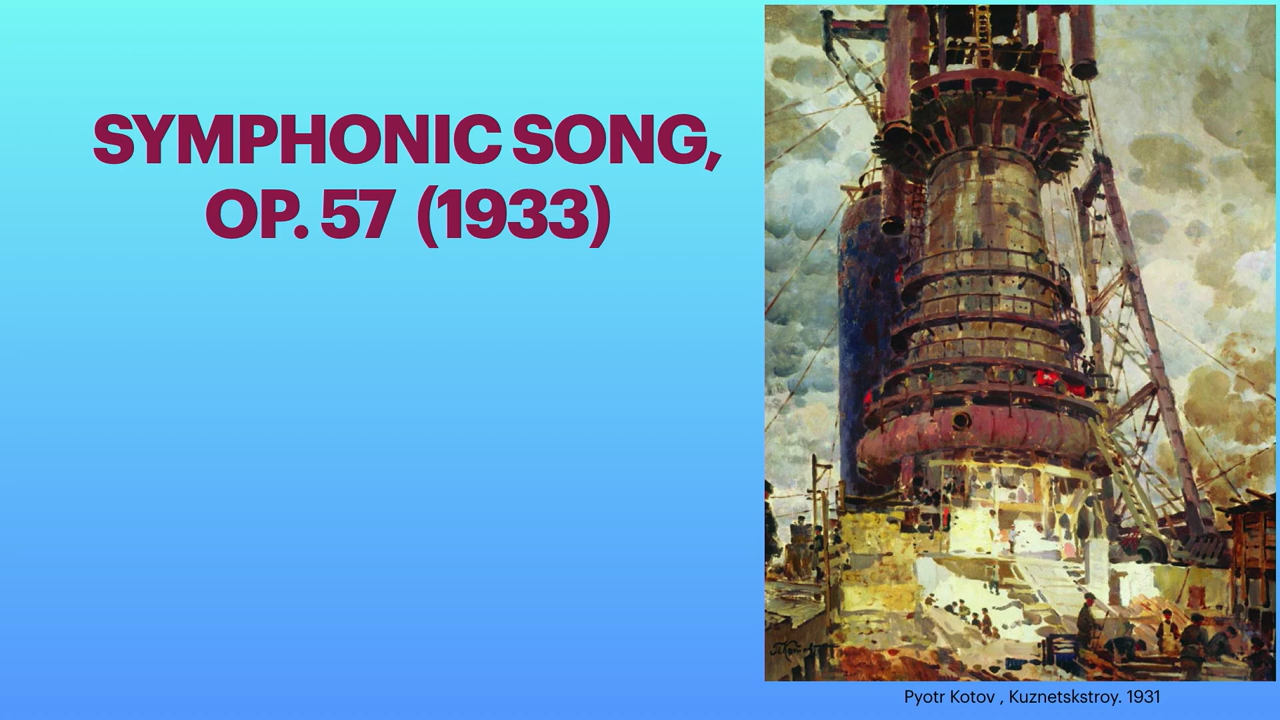 SYMPHONIC SONG,
OP. 57 (1933)
Pyotr Kotov , Kuznetskstroy. 1931